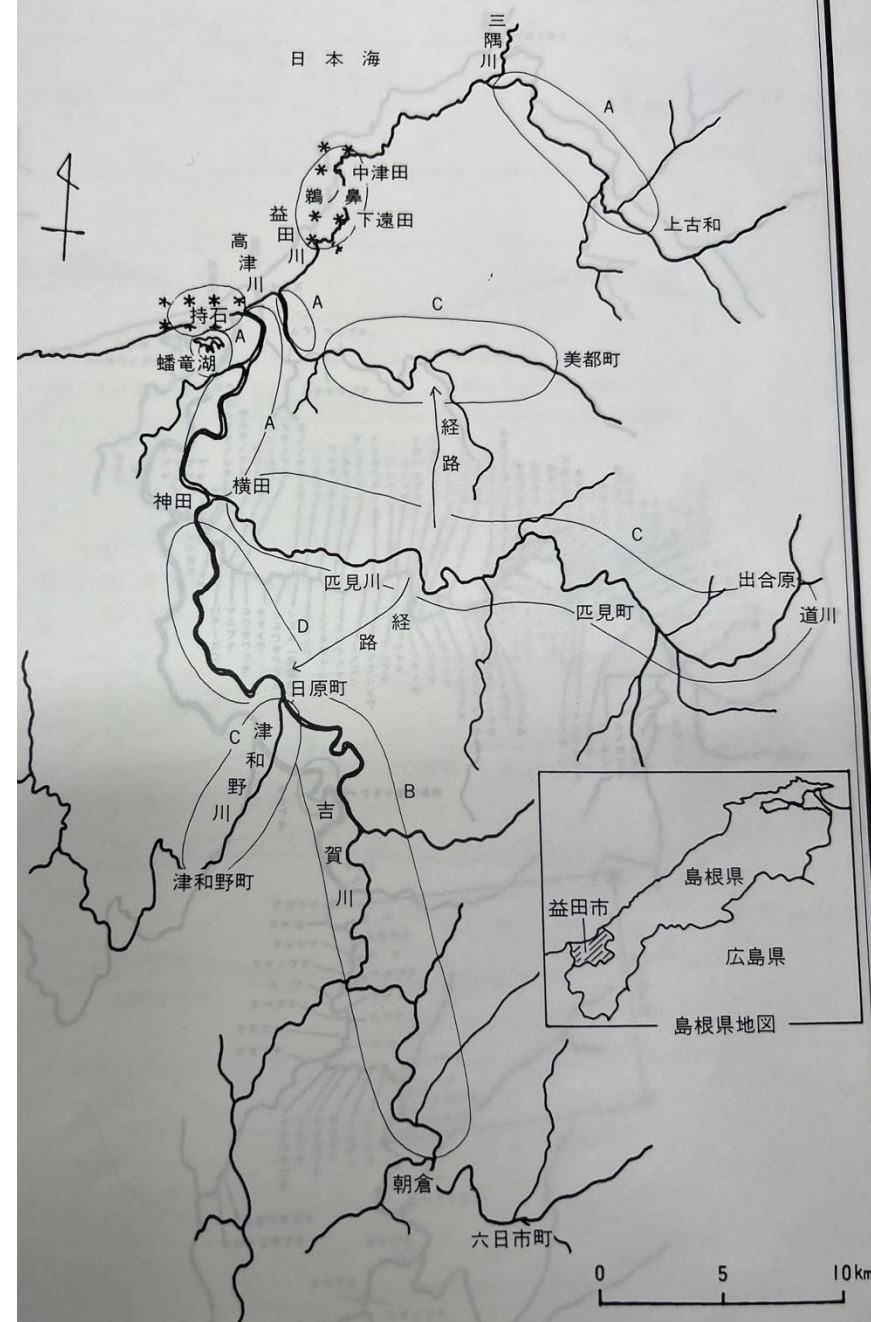 三隅川
日本海
A
中津田
鵜ノ鼻
下遠田
益田川
高津川
上古和
持石
A
蟠竜湖
A
C
美都町
経路
A
横田
神田
C
匹見川
出合原
匹見町
道川
D
経路
日原町
C
津和野川
B
吉賀川
津和野町
島根県
益田市
広島県
島根県地図
朝倉
六日市町
0 5 10km